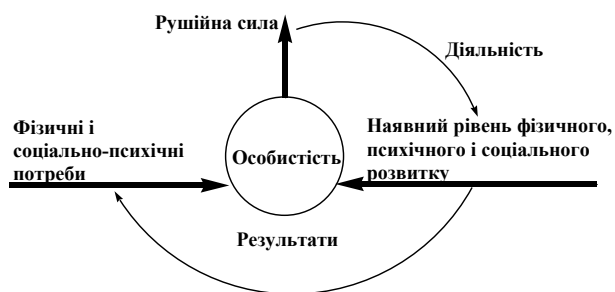 Рушійна сила
Діяльність
Фізичні і
соціально-психічні
потреби
Особистість
Наявний рівень фізичного,
психічного і соціального
розвитку
Результати